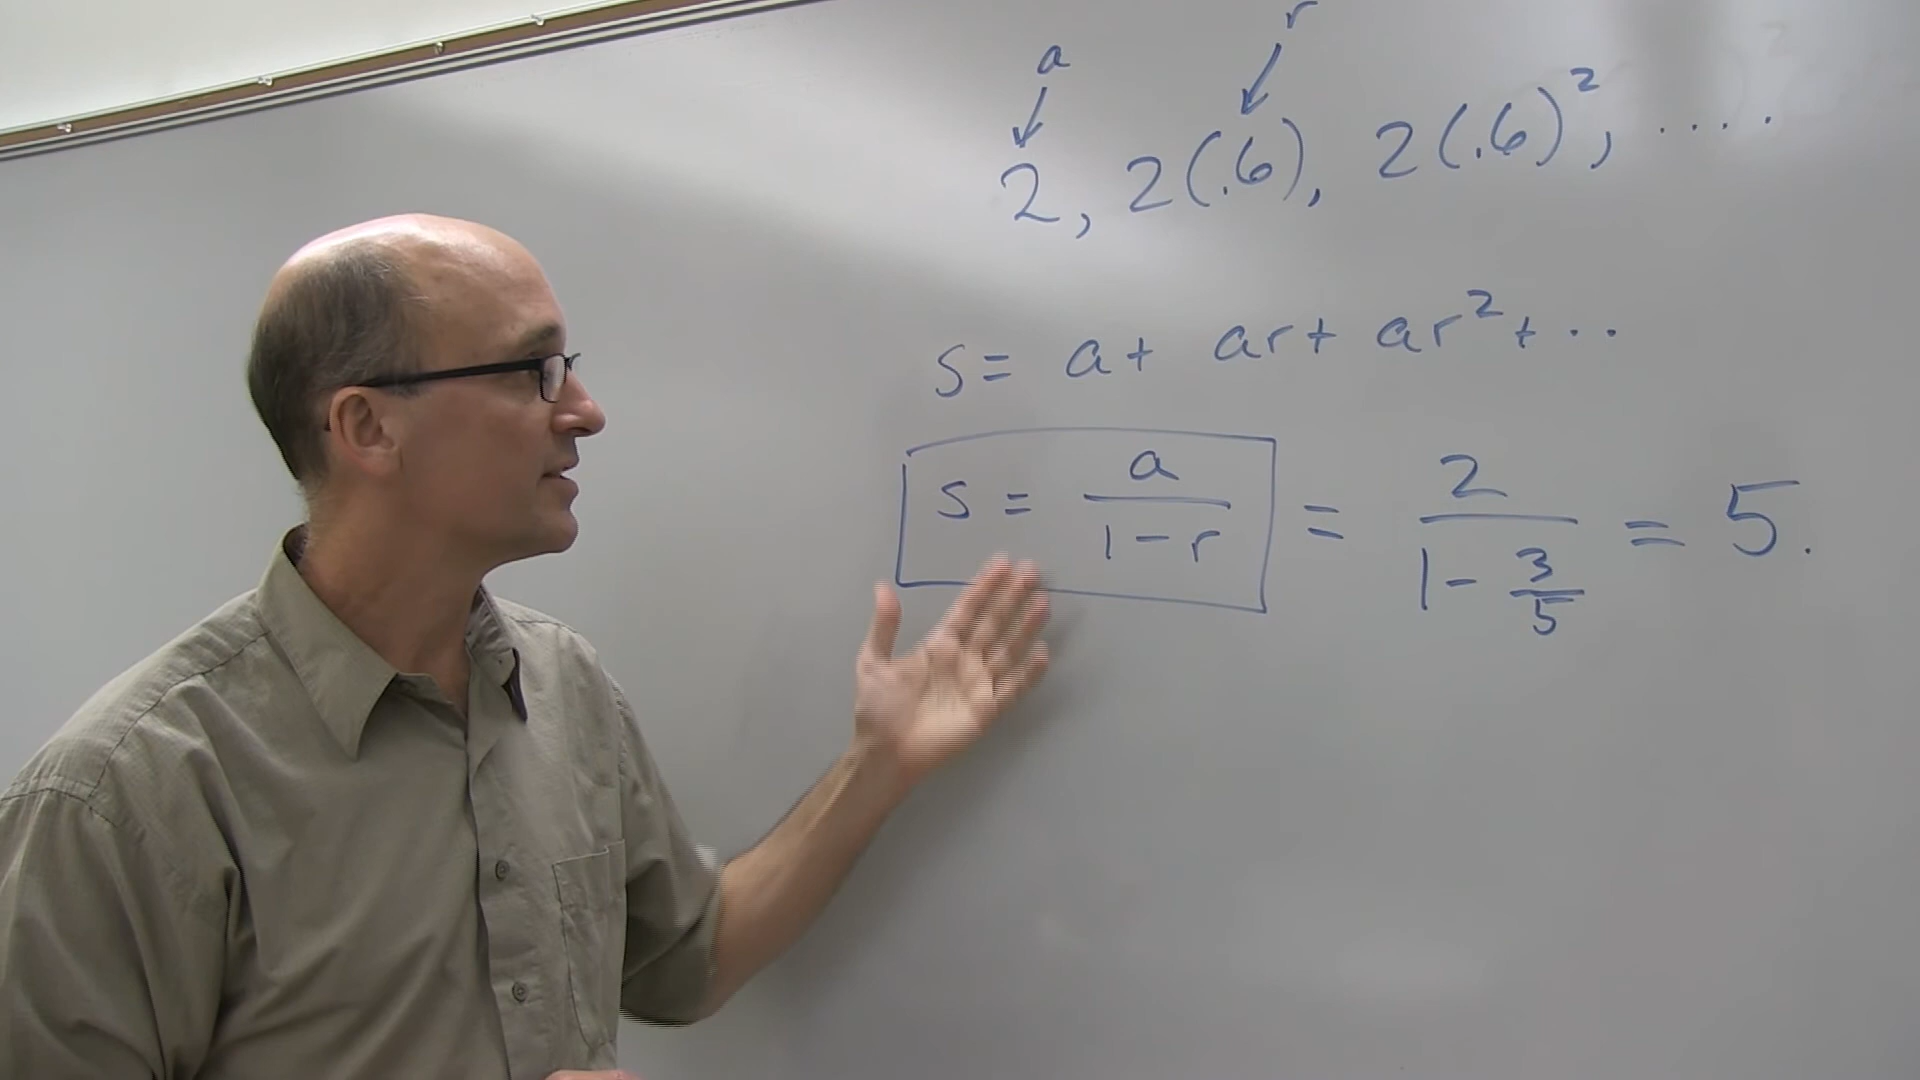 a r
2, 2(.6), 2(.6)², ....
s = a + ar + ar² + ..
s = a/(1-r) = 2/(1-3/5) = 5.